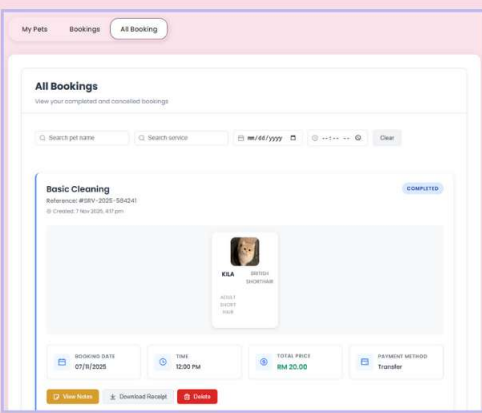 My Pets Bookings All Booking
All Bookings
View your completed and cancelled bookings
Search pet name Search service mm/dd/yyyy --:-- -- Clear
Basic Cleaning COMPLETED
Reference: #SRV-2025-584241
Created: 7 Nov 2025, 4:17 pm
KILA BRITISH SHORTHAIR
ADULT
SHORT
HAIR
BOOKING DATE TIME TOTAL PRICE PAYMENT METHOD
07/11/2025 12:00 PM RM 20.00 Transfer
View Notes Download Receipt Delete